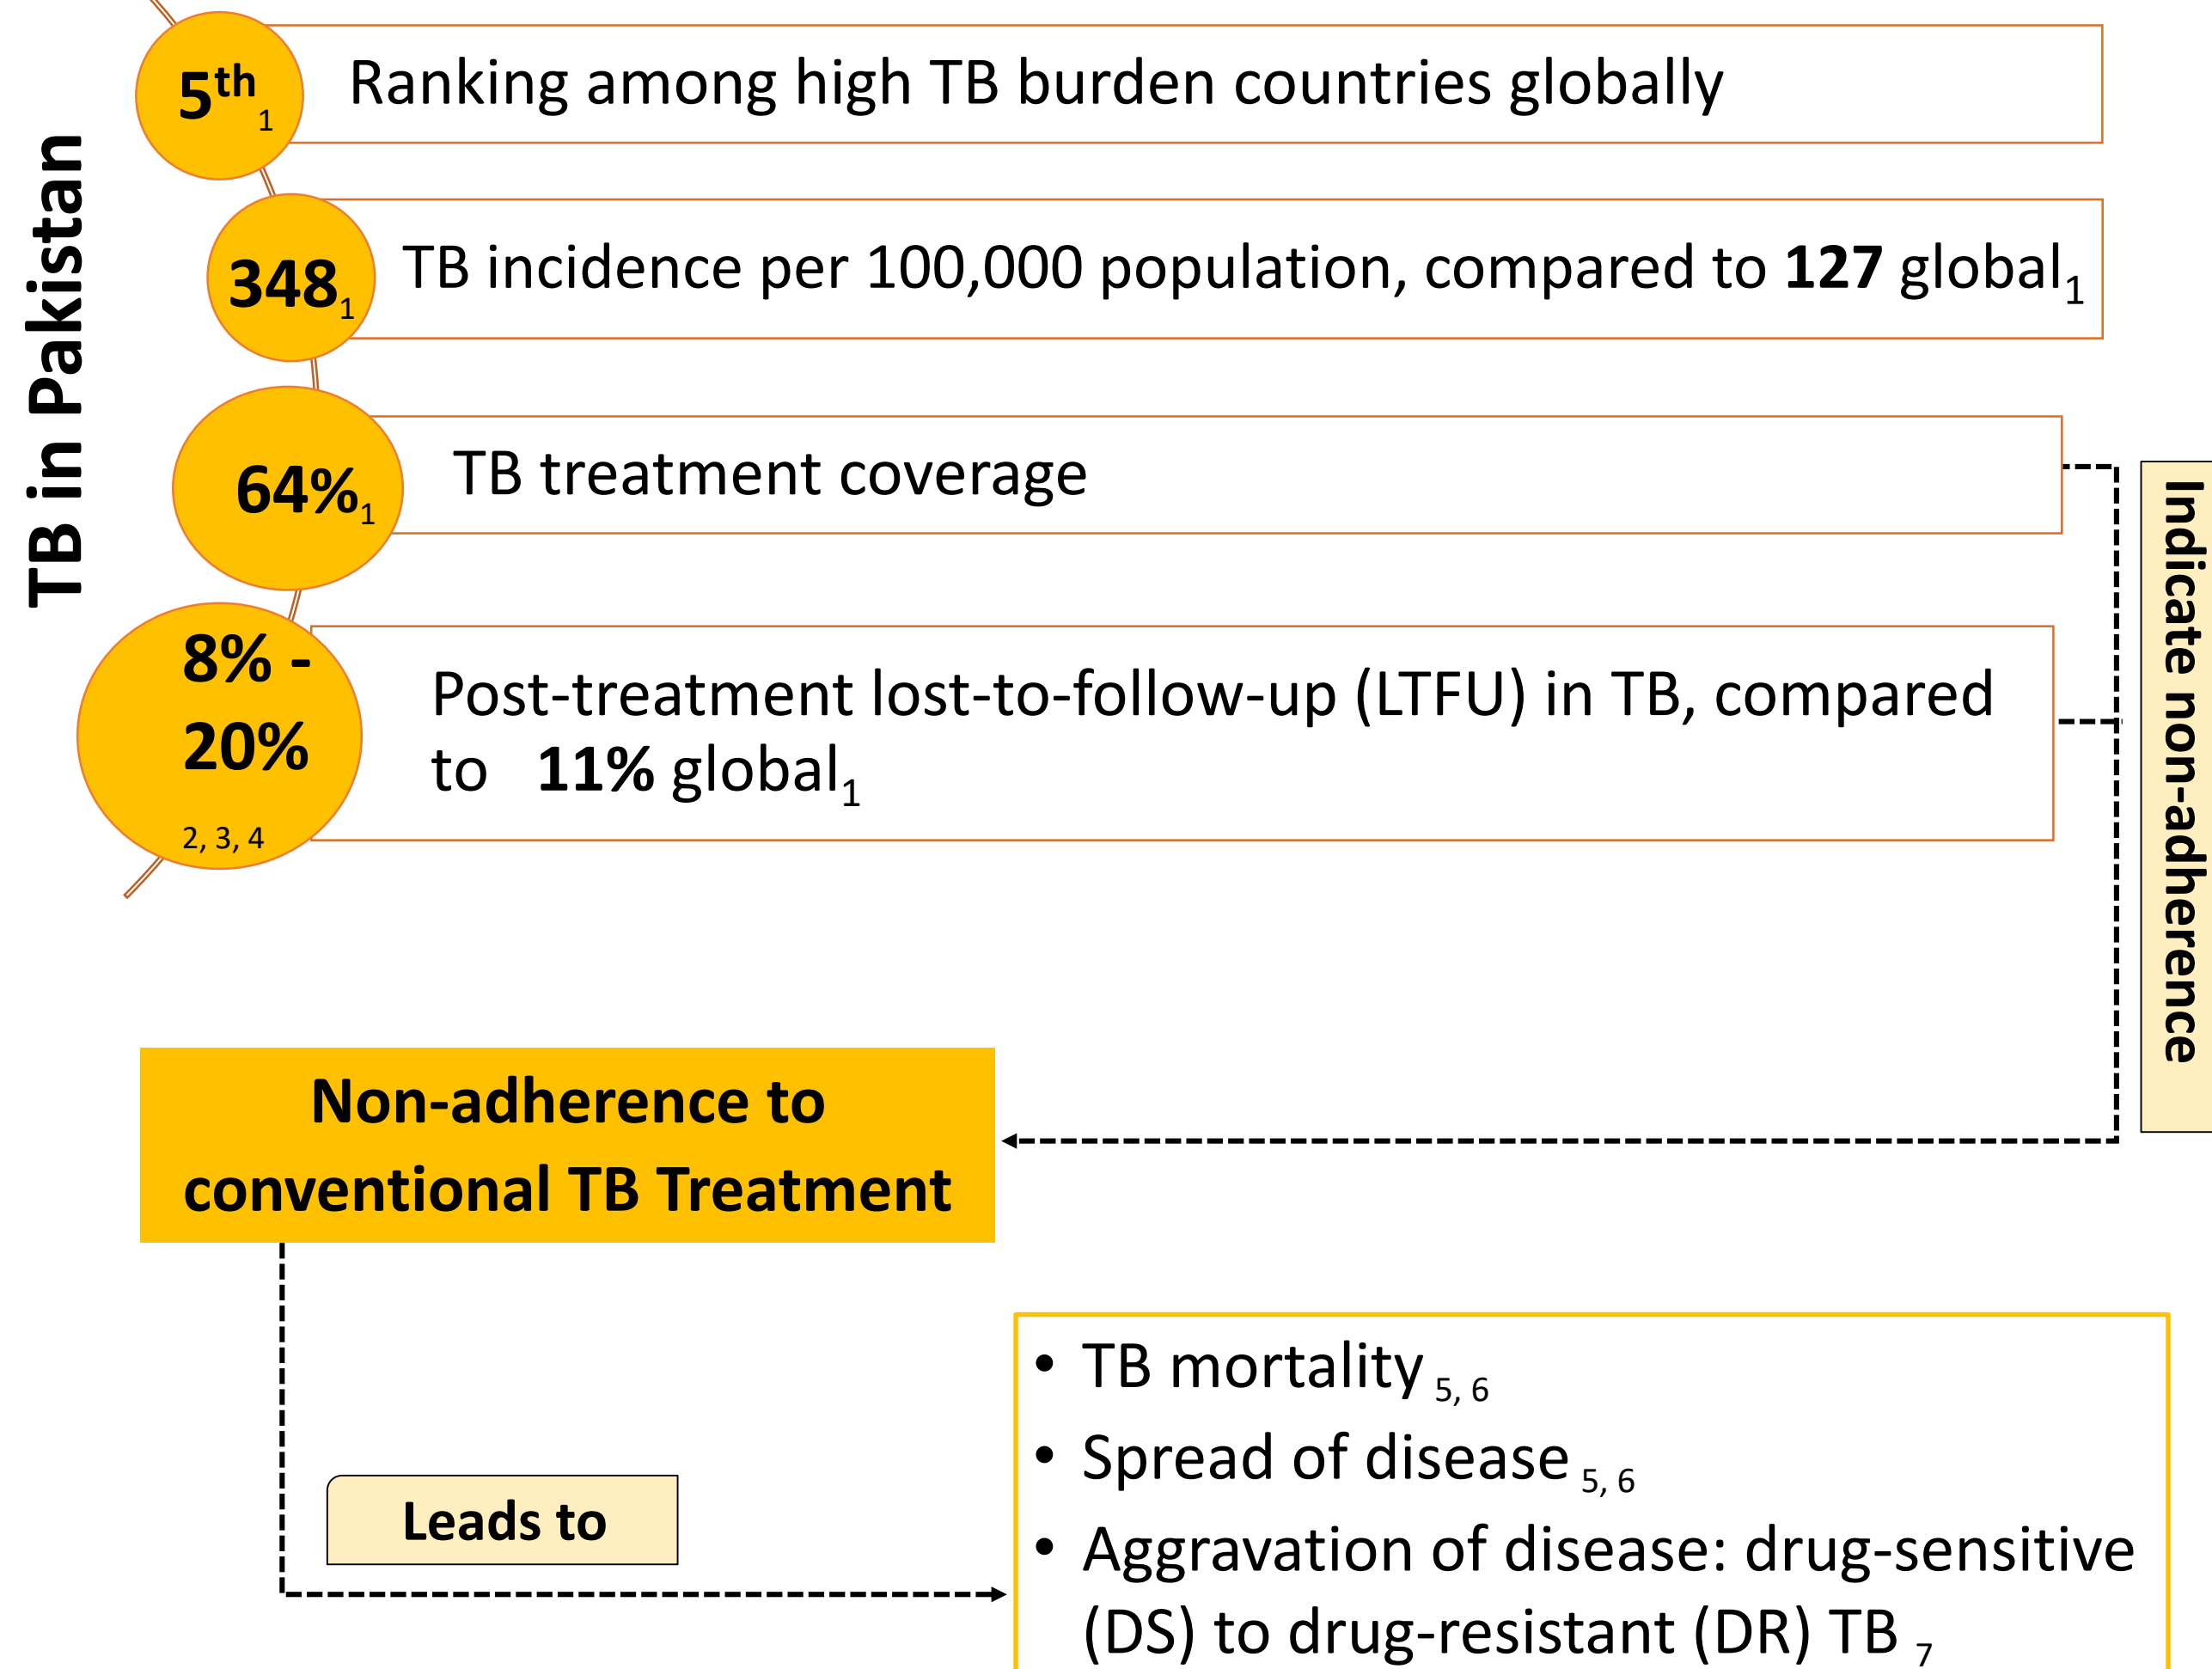 TB in Pakistan
5th 1
Ranking among high TB burden countries globally
348 1
TB incidence per 100,000 population, compared to 127 global 1
64% 1
TB treatment coverage
8% -
20%
2, 3, 4
Post-treatment lost-to-follow-up (LTFU) in TB, compared
to 11% global 1
Indicate non-adherence
Non-adherence to
conventional TB Treatment
Leads to
• TB mortality 5, 6
• Spread of disease 5, 6
• Aggravation of disease: drug-sensitive
(DS) to drug-resistant (DR) TB 7